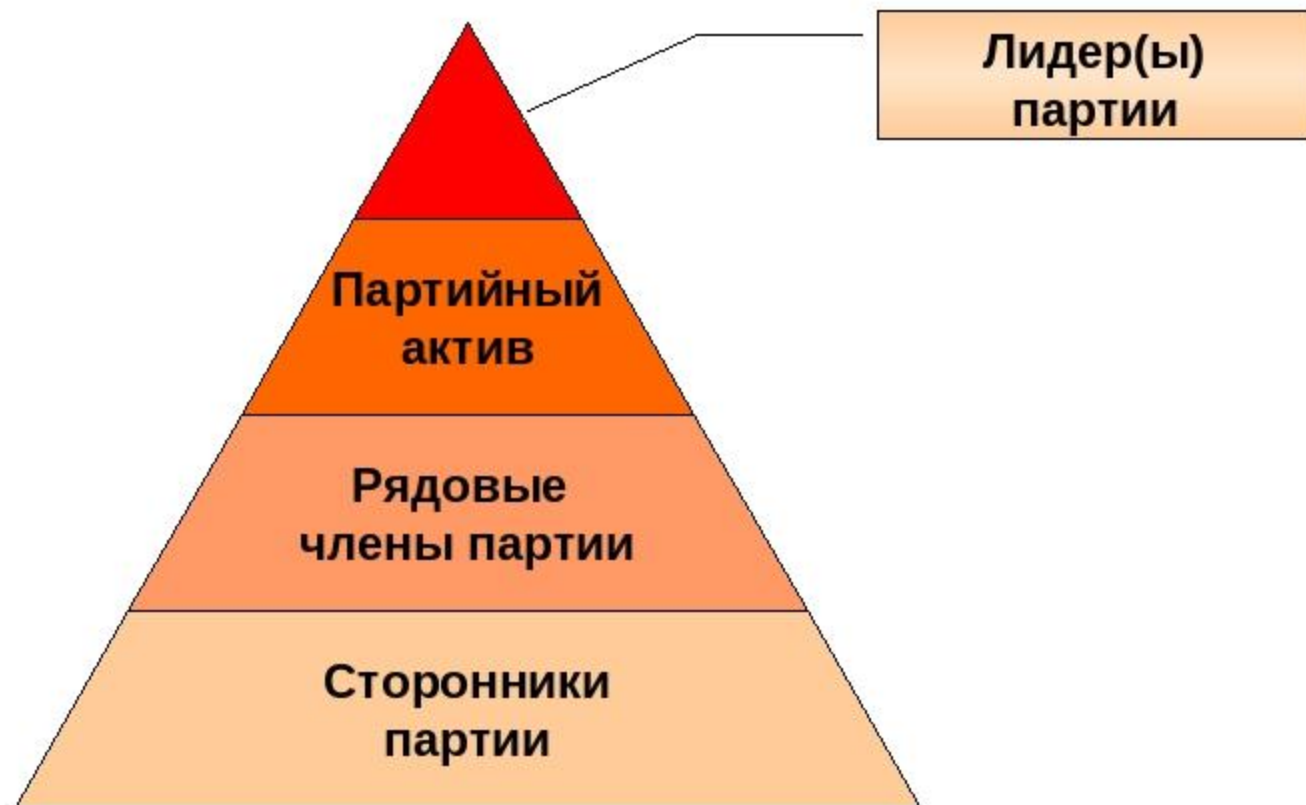 Лидер(ы)
партии
Партийный
актив
Рядовые
члены партии
Сторонники
партии